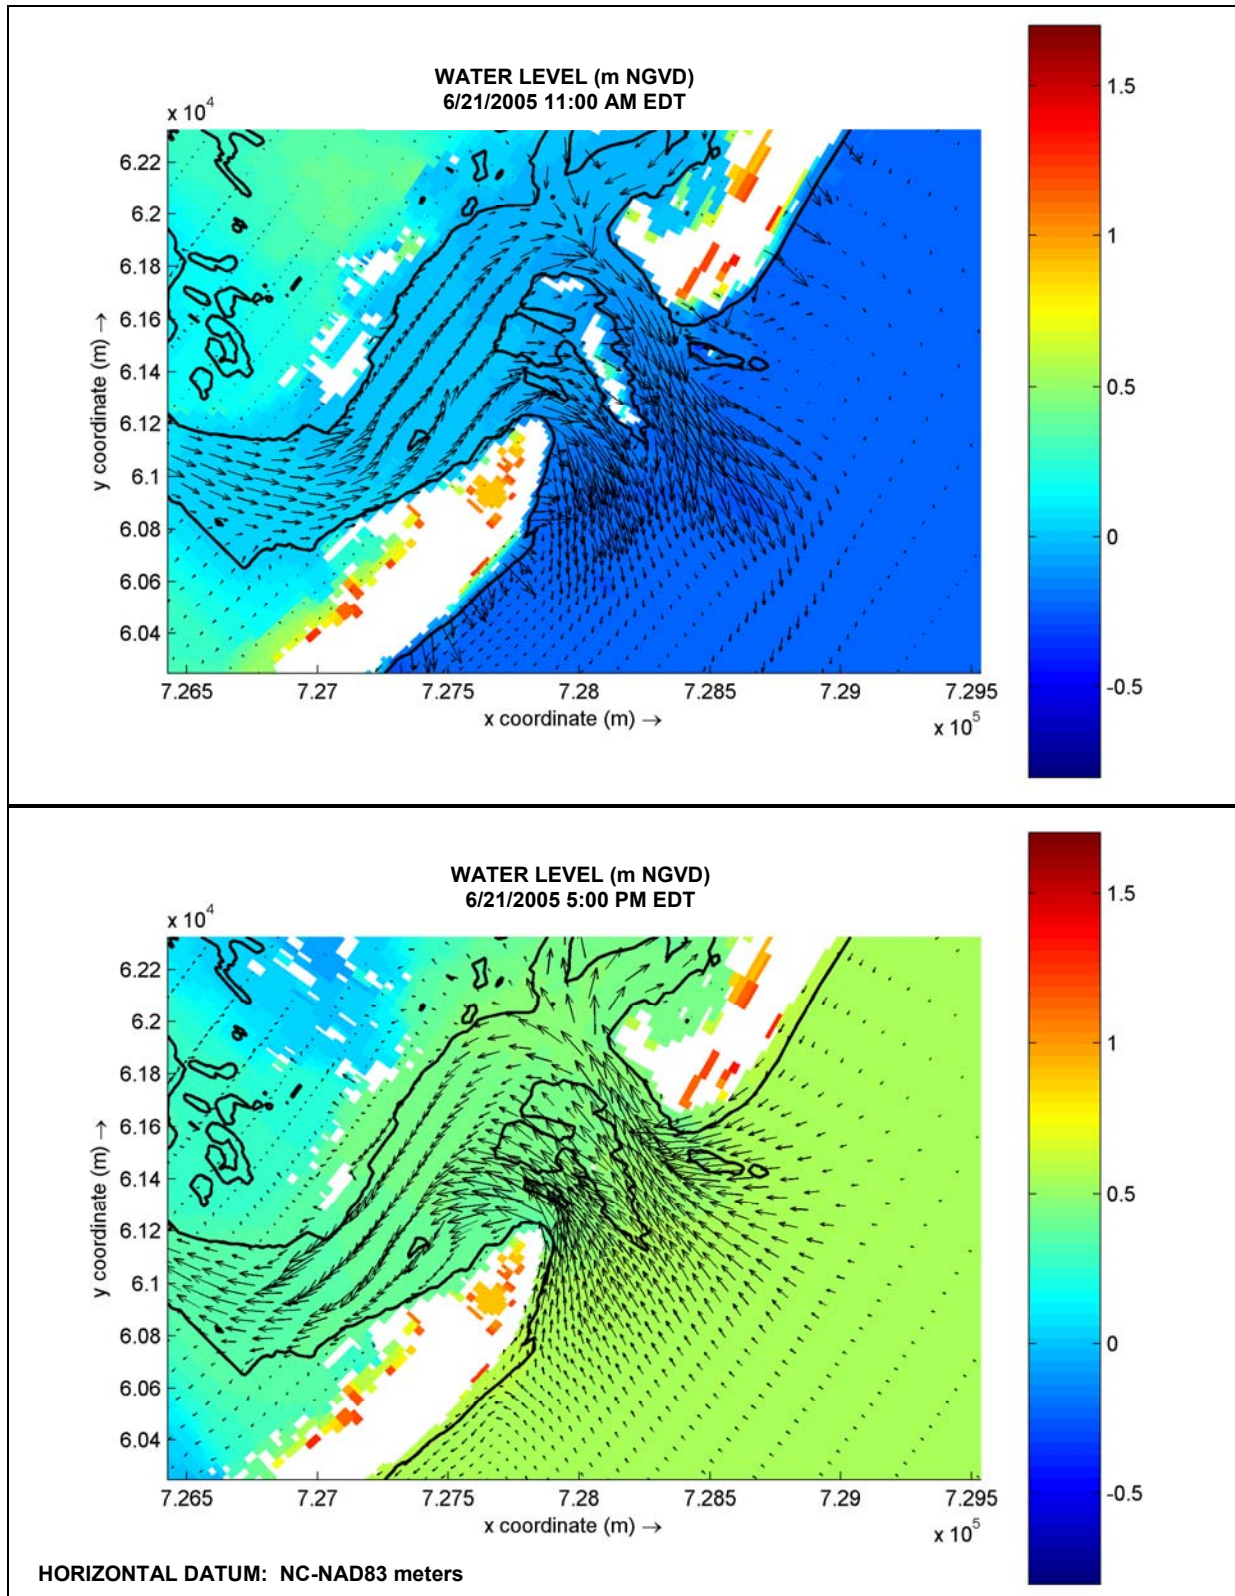 WATER LEVEL (m NGVD)
6/21/2005 11:00 AM EDT
x 10^4
6.22
6.2
6.18
6.16
6.14
6.12
6.1
6.08
6.06
6.04
y coordinate (m) →
7.265 7.27 7.275 7.28 7.285 7.29 7.295
x coordinate (m) →
x 10^5
1.5
1
0.5
0
-0.5
WATER LEVEL (m NGVD)
6/21/2005 5:00 PM EDT
x 10^4
6.22
6.2
6.18
6.16
6.14
6.12
6.1
6.08
6.06
6.04
y coordinate (m) →
7.265 7.27 7.275 7.28 7.285 7.29 7.295
x coordinate (m) →
x 10^5
1.5
1
0.5
0
-0.5
HORIZONTAL DATUM: NC-NAD83 meters